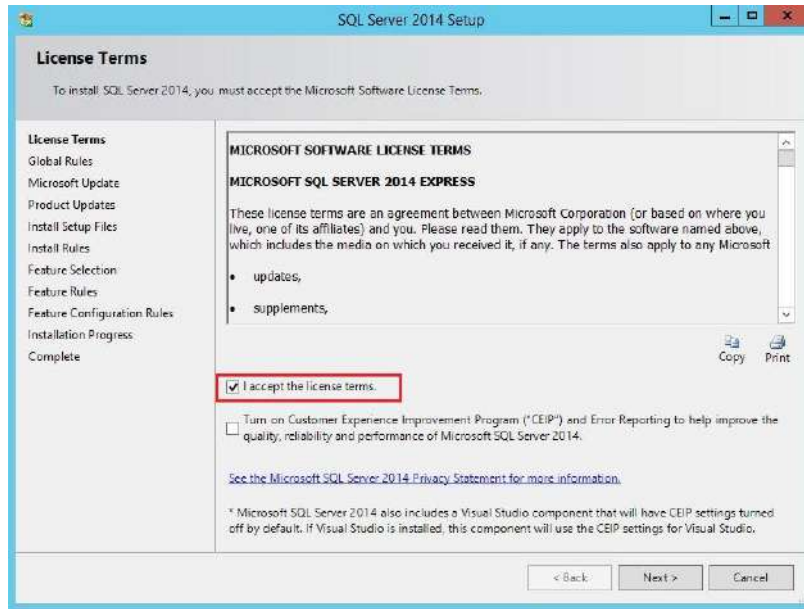 SQL Server 2014 Setup
License Terms
To install SQL Server 2014, you must accept the Microsoft Software License Terms.
License Terms
Global Rules
Microsoft Update
Product Updates
Install Setup Files
Install Rules
Feature Selection
Feature Rules
Feature Configuration Rules
Installation Progress
Complete
MICROSOFT SOFTWARE LICENSE TERMS
MICROSOFT SQL SERVER 2014 EXPRESS
These license terms are an agreement between Microsoft Corporation (or based on where you
live, one of its affiliates) and you. Please read them. They apply to the software named above,
which includes the media on which you received it, if any. The terms also apply to any Microsoft
• updates,
• supplements,
Copy Print
I accept the license terms.
Turn on Customer Experience Improvement Program ("CEIP") and Error Reporting to help improve the
quality, reliability and performance of Microsoft SQL Server 2014.
See the Microsoft SQL Server 2014 Privacy Statement for more information.
* Microsoft SQL Server 2014 also includes a Visual Studio component that will have CEIP settings turned
off by default. If Visual Studio is installed, this component will use the CEIP settings for Visual Studio.
< Back Next > Cancel